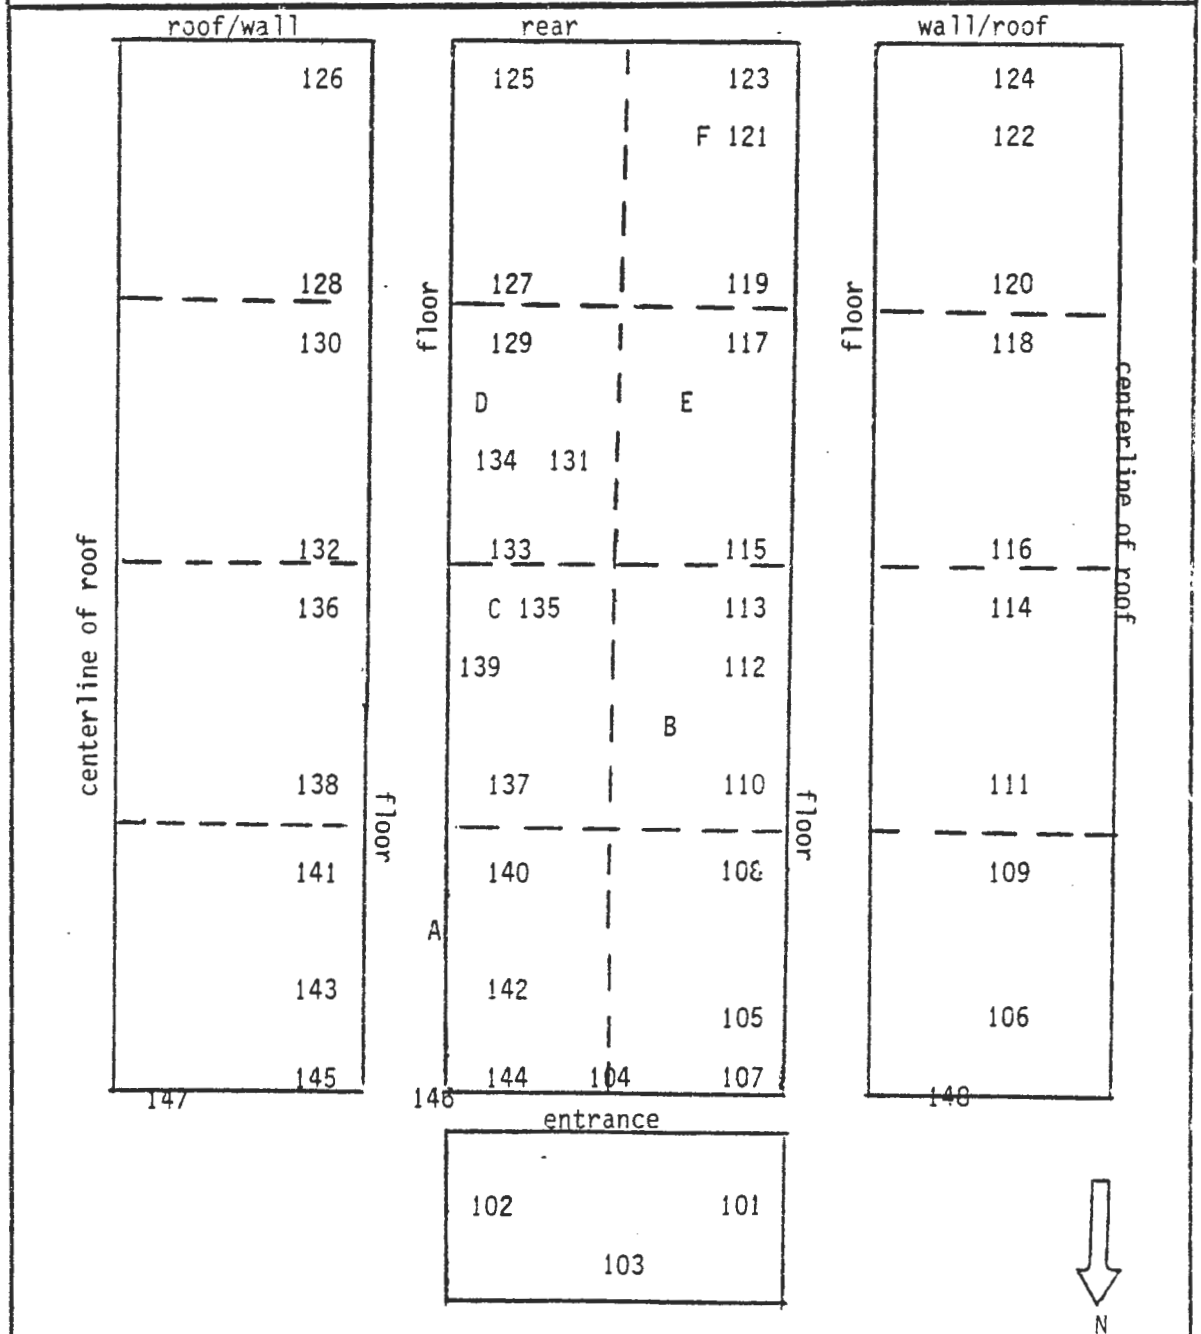 roof/wall rear wall/roof
126 125 123 124
F 121 122
128 127 119 120
floor floor
130 129 117 118
D E
134 131
centerline of roof
132 133 115 116
centerline of roof
136 C 135 113 114
139 112
B
138 137 110 111
floor floor
141 140 108 109
A
143 142
105 106
145 144 104 107
147 146 148
entrance
102 101
103
N